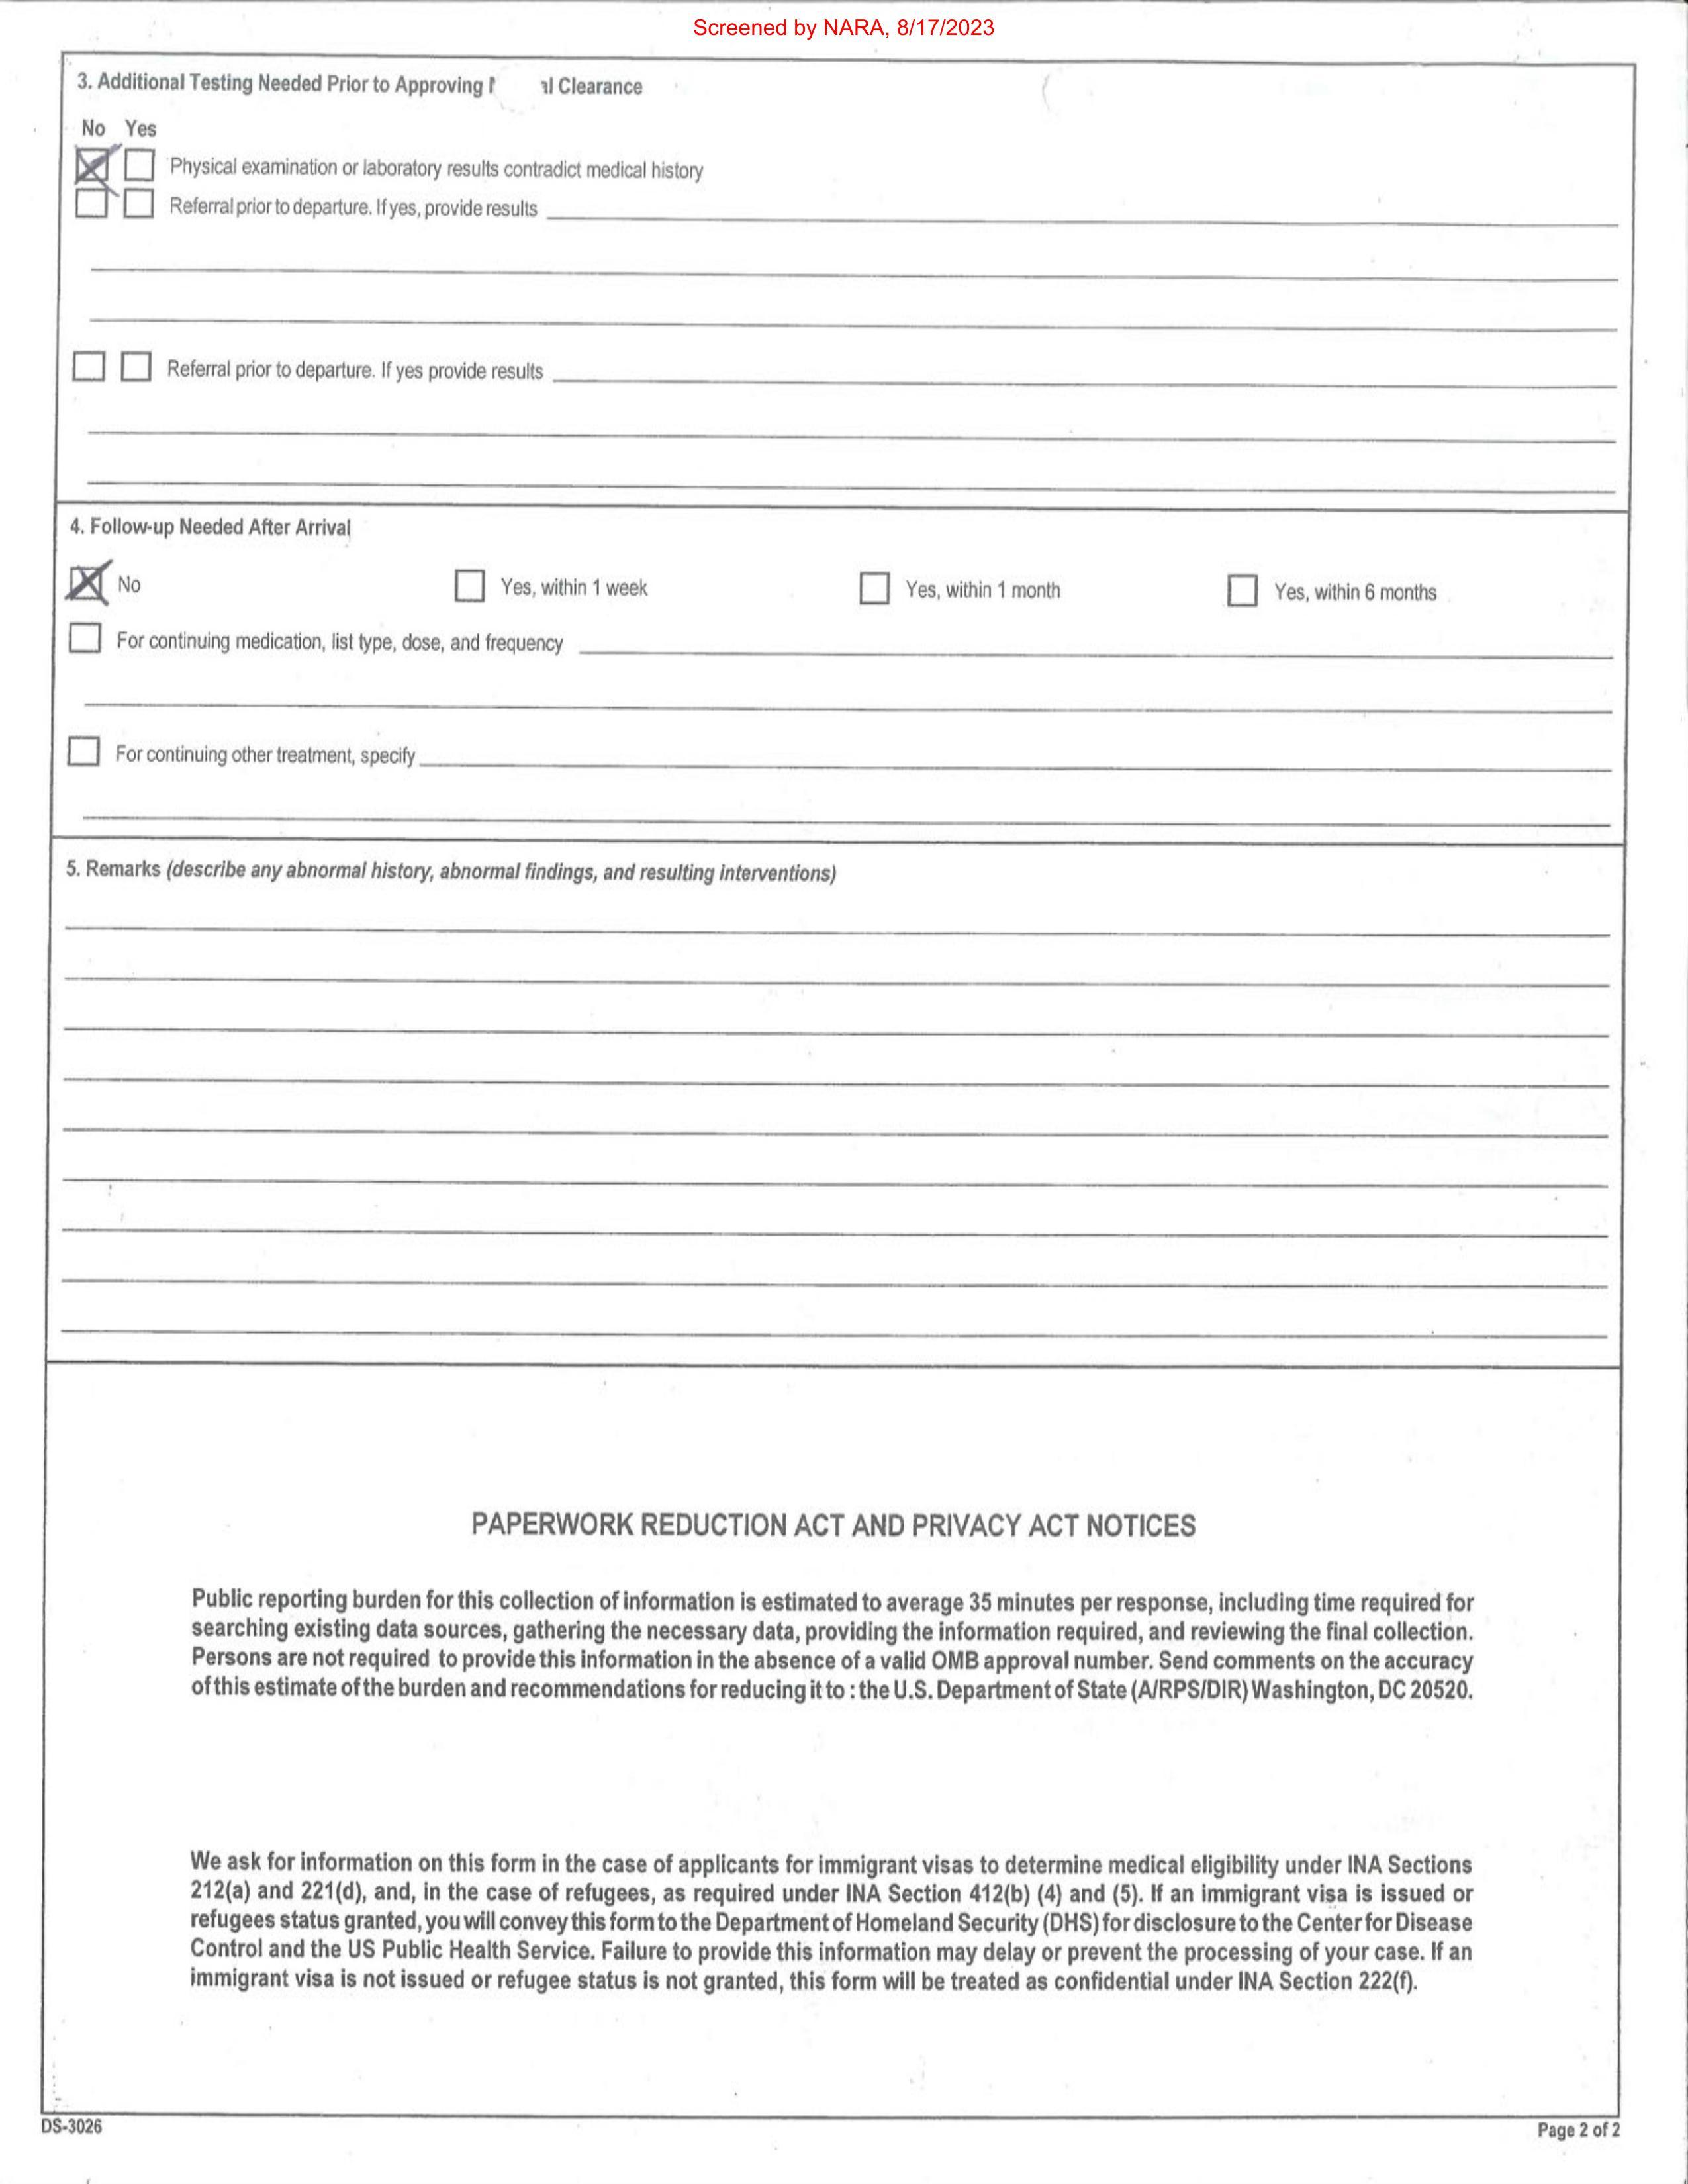 Screened by NARA, 8/17/2023
3. Additional Testing Needed Prior to Approving al Clearance
No Yes
Physical examination or laboratory results contradict medical history
Referral prior to departure. If yes, provide results
Referral prior to departure. If yes provide results
4. Follow-up Needed After Arrival
No Yes, within 1 week Yes, within 1 month Yes, within 6 months
For continuing medication, list type, dose, and frequency
For continuing other treatment, specify
5. Remarks (describe any abnormal history, abnormal findings, and resulting interventions)
PAPERWORK REDUCTION ACT AND PRIVACY ACT NOTICES
Public reporting burden for this collection of information is estimated to average 35 minutes per response, including time required for
searching existing data sources, gathering the necessary data, providing the information required, and reviewing the final collection.
Persons are not required to provide this information in the absence of a valid OMB approval number. Send comments on the accuracy
of this estimate of the burden and recommendations for reducing it to : the U.S. Department of State (A/RPS/DIR) Washington, DC 20520.
We ask for information on this form in the case of applicants for immigrant visas to determine medical eligibility under INA Sections
212(a) and 221(d), and, in the case of refugees, as required under INA Section 412(b) (4) and (5). If an immigrant visa is issued or
refugees status granted, you will convey this form to the Department of Homeland Security (DHS) for disclosure to the Center for Disease
Control and the US Public Health Service. Failure to provide this information may delay or prevent the processing of your case. If an
immigrant visa is not issued or refugee status is not granted, this form will be treated as confidential under INA Section 222(f).
DS-3026 Page 2 of 2